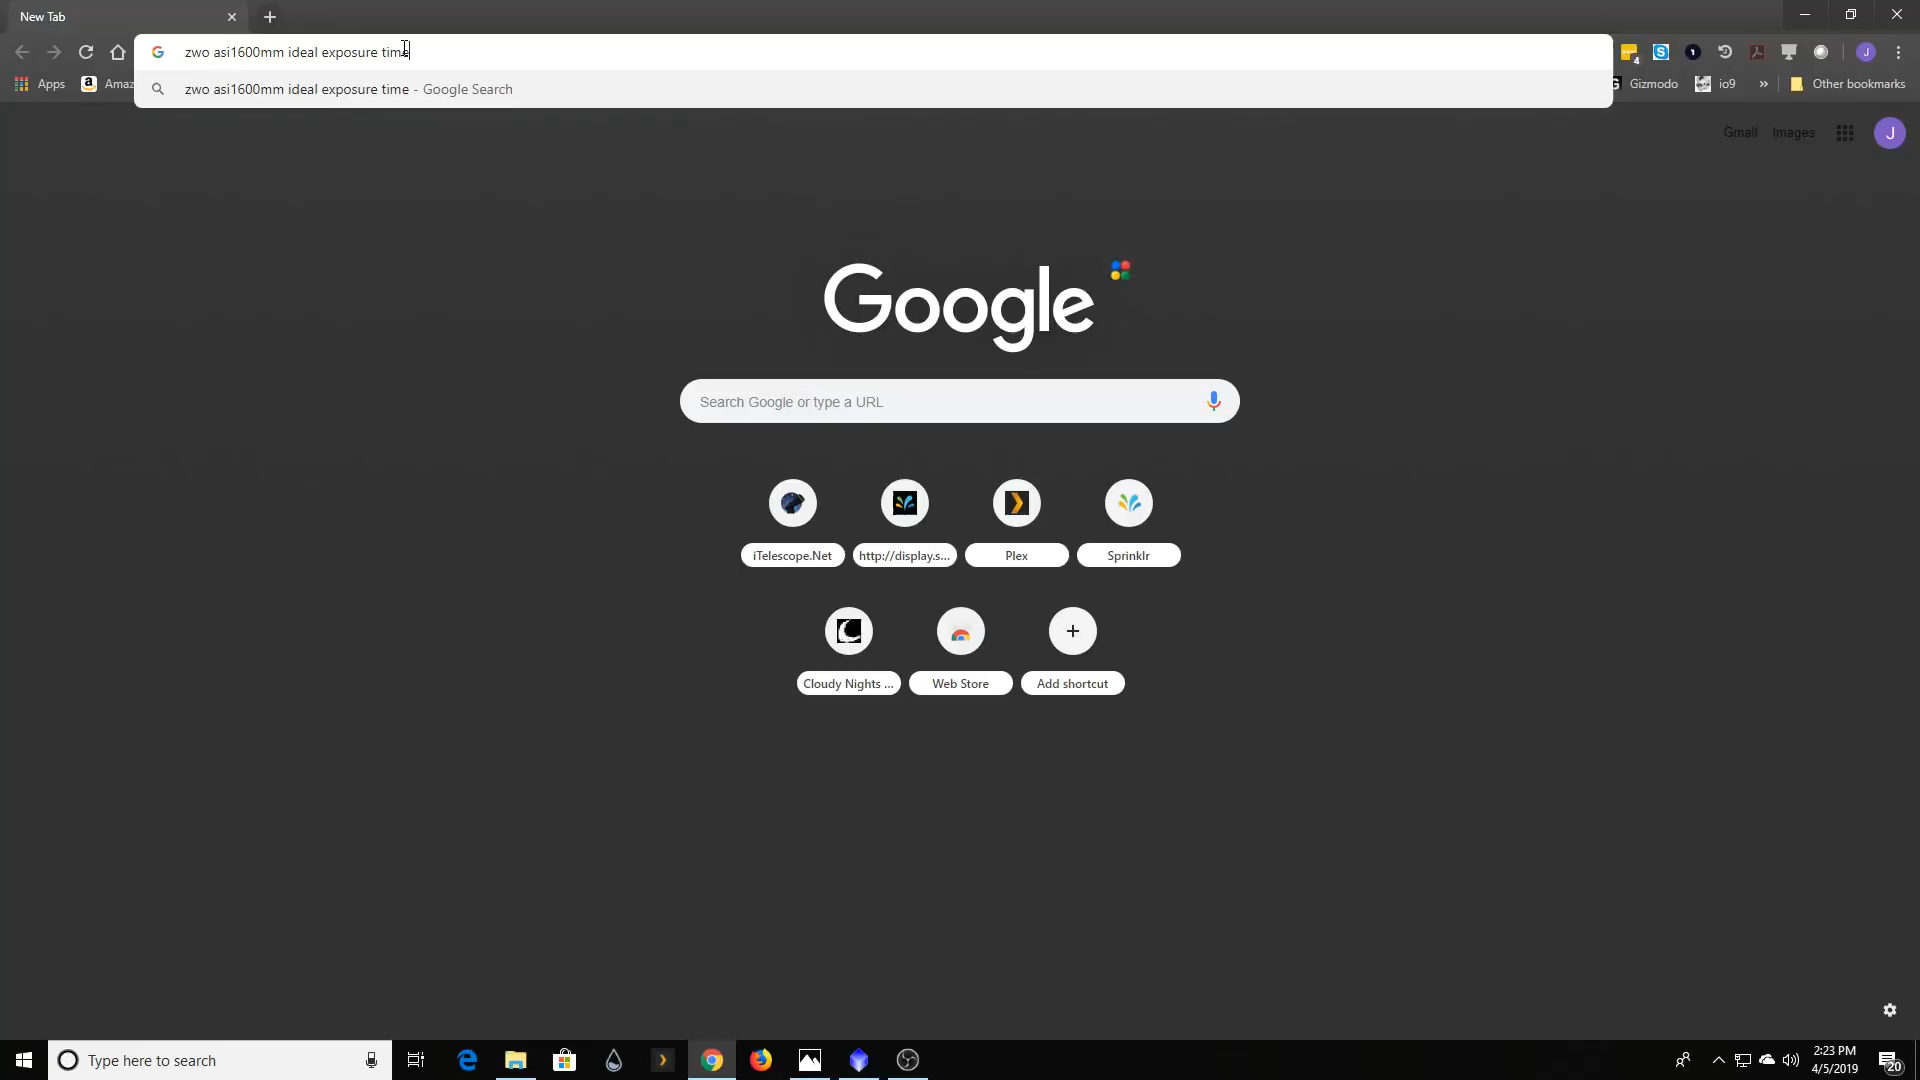 New Tab
zwo asi1600mm ideal exposure time
Apps
Amaz
zwo asi1600mm ideal exposure time - Google Search
4
S
1
J
G Gizmodo
io9
»
Other bookmarks
Gmail
Images
J
Google
Search Google or type a URL
iTelescope.Net
http://display.s...
Plex
Sprinklr
Cloudy Nights ...
Web Store
Add shortcut
Type here to search
2:23 PM
4/5/2019
20